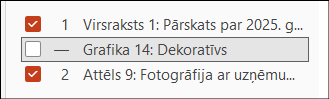 1 Virsraksts 1: Pārskats par 2025. g...
— Grafika 14: Dekoratīvs
2 Attēls 9: Fotogrāfija ar uzņēmu...